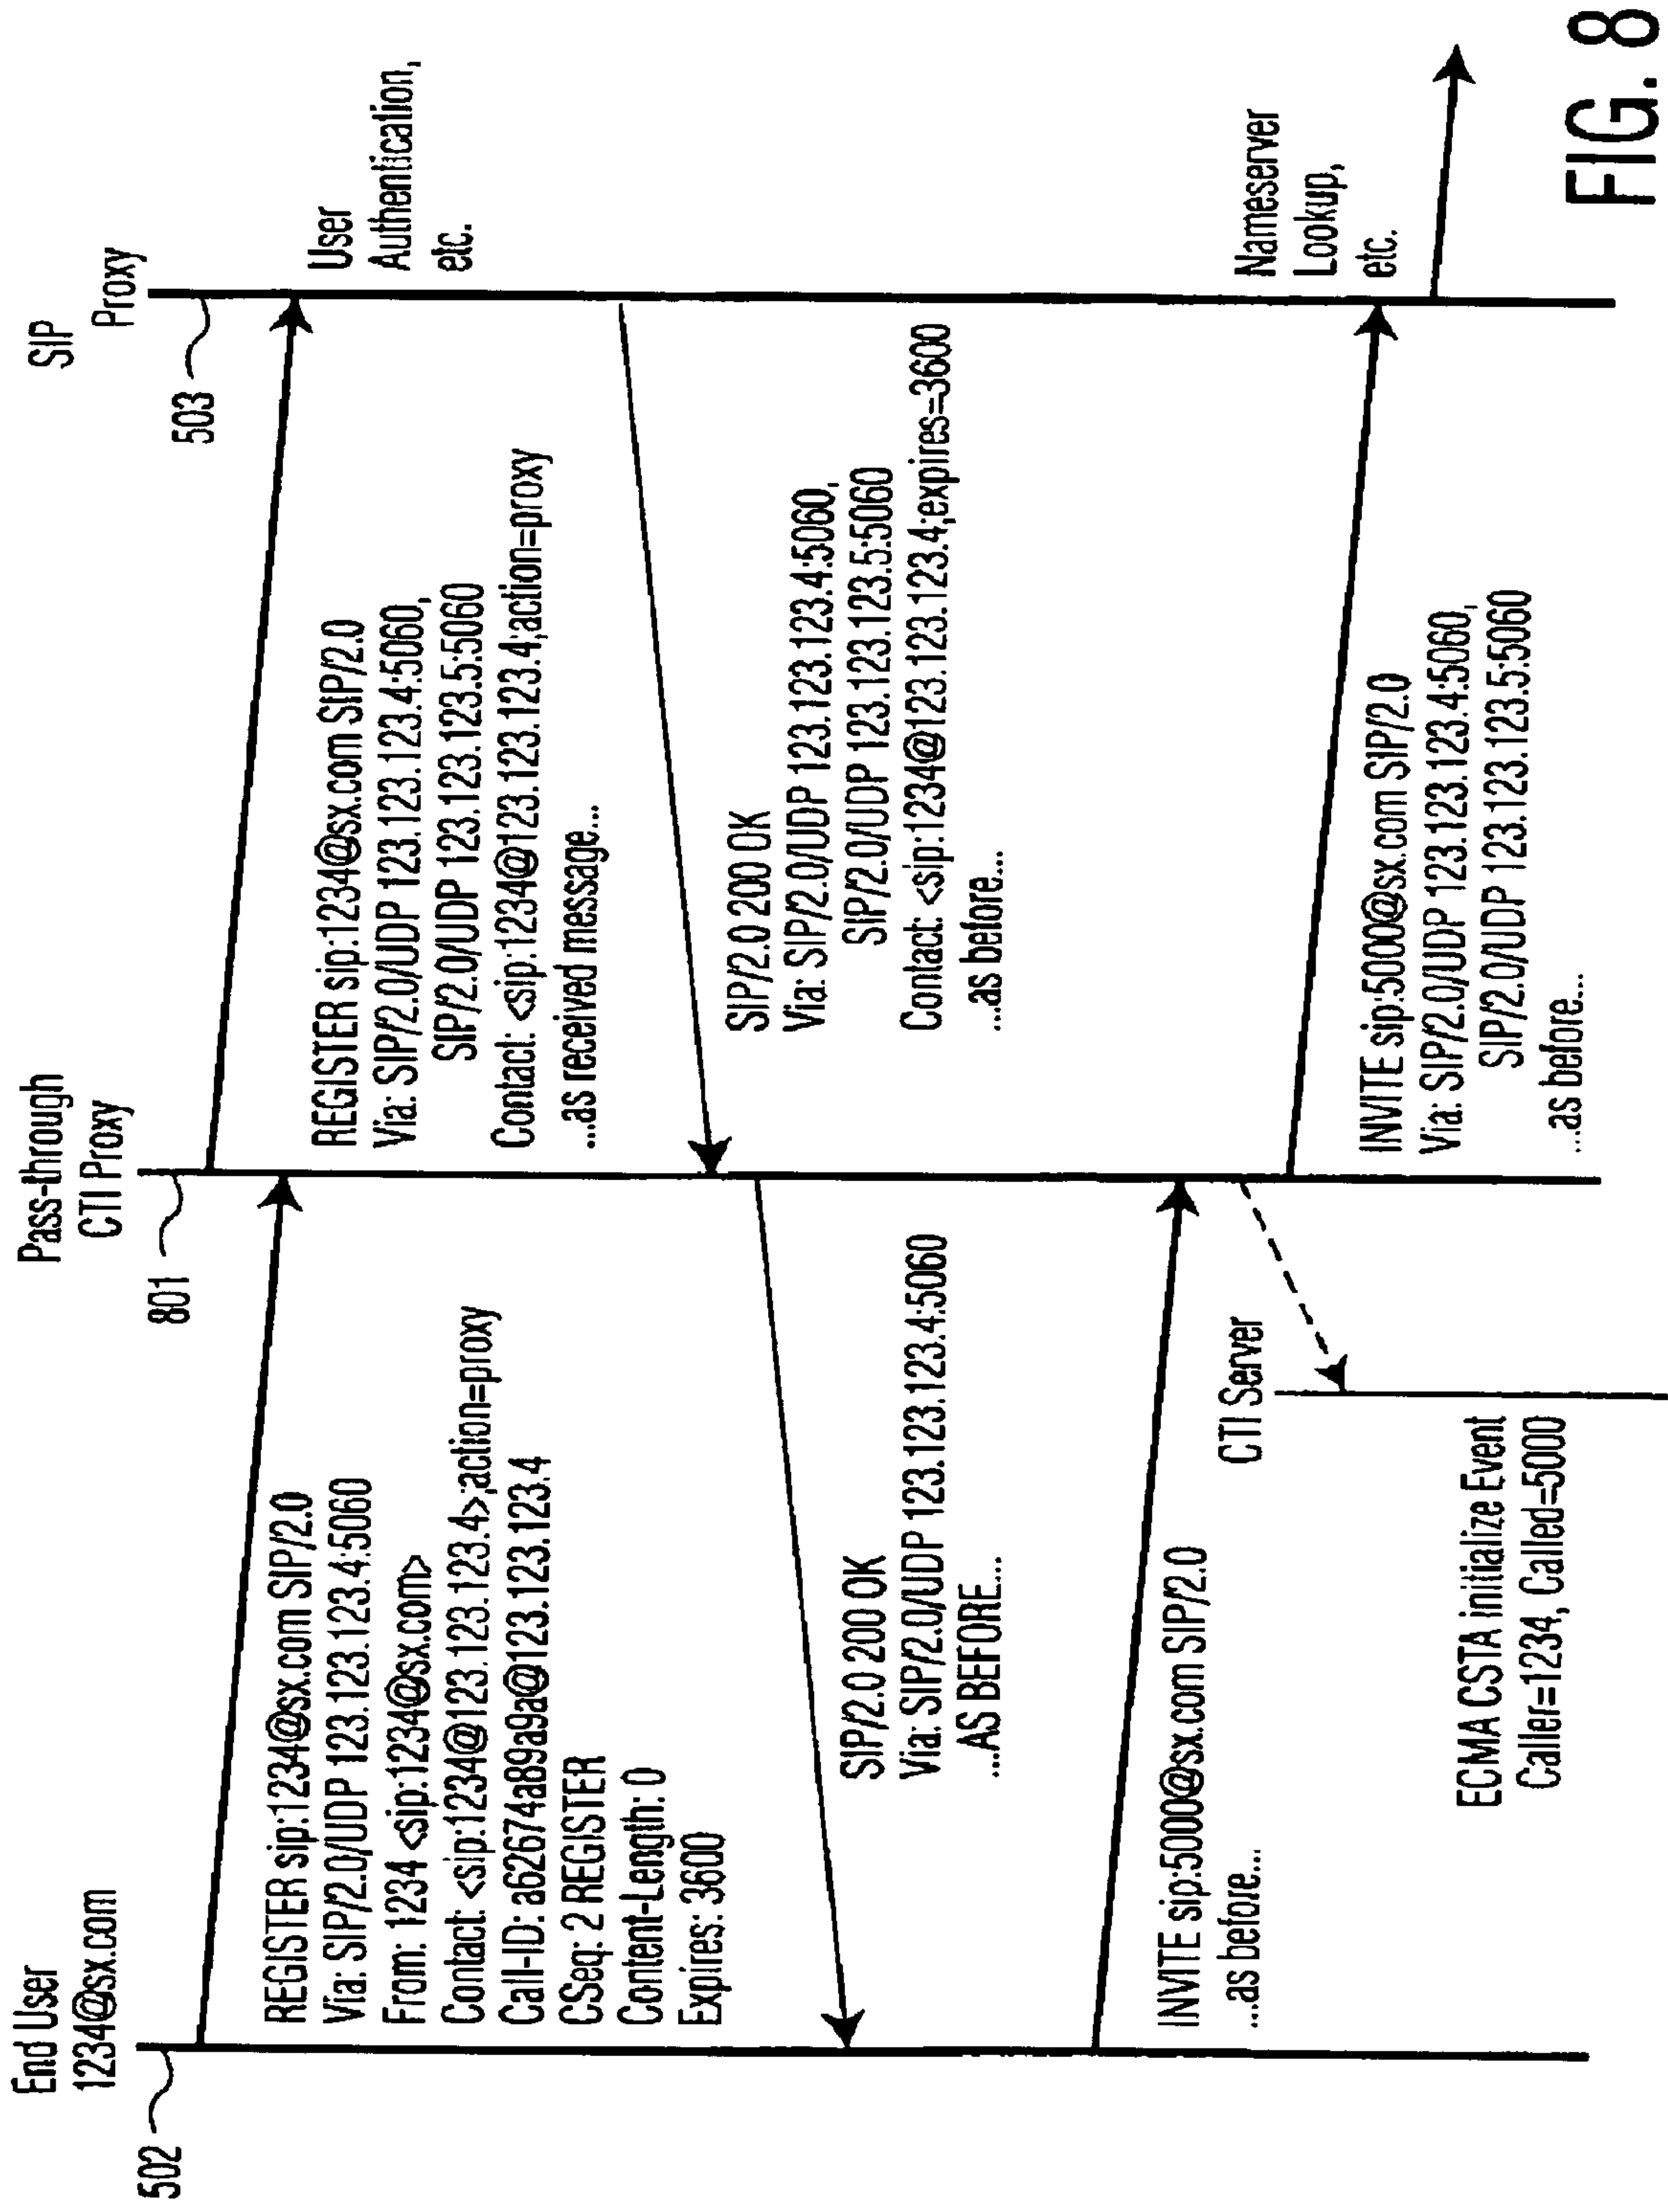 End User
1234@sx.com
502
Pass-through
CTI Proxy
801
SIP
Proxy
503
REGISTER sip:1234@sx.com SIP/2.0
Via: SIP/2.0/UDP 123.123.123.4:5060
From: 1234 <sip:1234@sx.com>
Contact: <sip:1234@123.123.123.4>;action=proxy
Call-ID: a62674a89a9a@123.123.123.4
CSeq: 2 REGISTER
Content-Length: 0
Expires: 3600
REGISTER sip:1234@sx.com SIP/2.0
Via: SIP/2.0/UDP 123.123.123.4:5060,
SIP/2.0/UDP 123.123.123.5:5060
Contact: <sip:1234@123.123.123.4;action=proxy
...as received message...
User
Authentication,
etc.
SIP/2.0 200 OK
Via: SIP/2.0/UDP 123.123.123.4:5060,
SIP/2.0/UDP 123.123.123.5:5060
Contact: <sip:1234@123.123.123.4;expires=3600
...as before...
SIP/2.0 200 OK
Via: SIP/2.0/UDP 123.123.123.4:5060
...AS BEFORE...
INVITE sip:5000@sx.com SIP/2.0
...as before...
CTI Server
ECMA CSTA initialize Event
Caller=1234, Called=5000
INVITE sip:5000@sx.com SIP/2.0
Via: SIP/2.0/UDP 123.123.123.4:5060,
SIP/2.0/UDP 123.123.123.5:5060
...as before...
Nameserver
Lookup,
etc.
FIG. 8